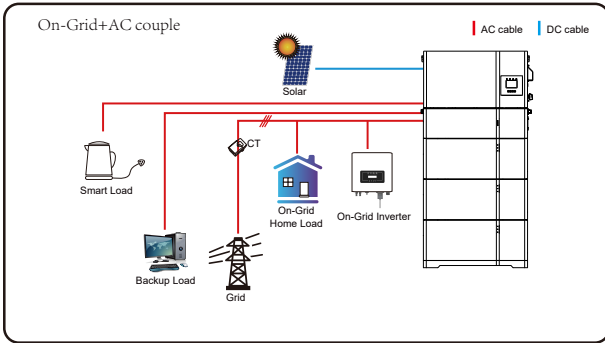 On-Grid+AC couple
AC cable
DC cable
Solar
CT
Smart Load
On-Grid
Home Load
On-Grid Inverter
Backup Load
Grid